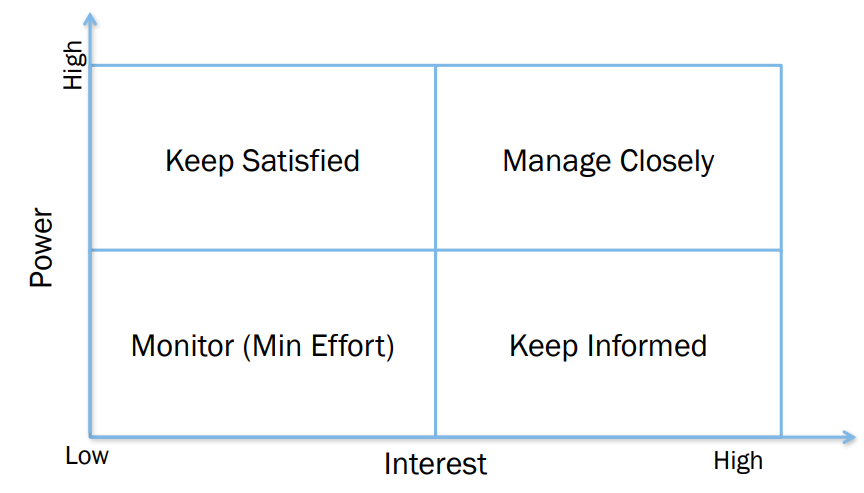 High
Keep Satisfied
Manage Closely
Power
Monitor (Min Effort)
Keep Informed
Low
Interest
High